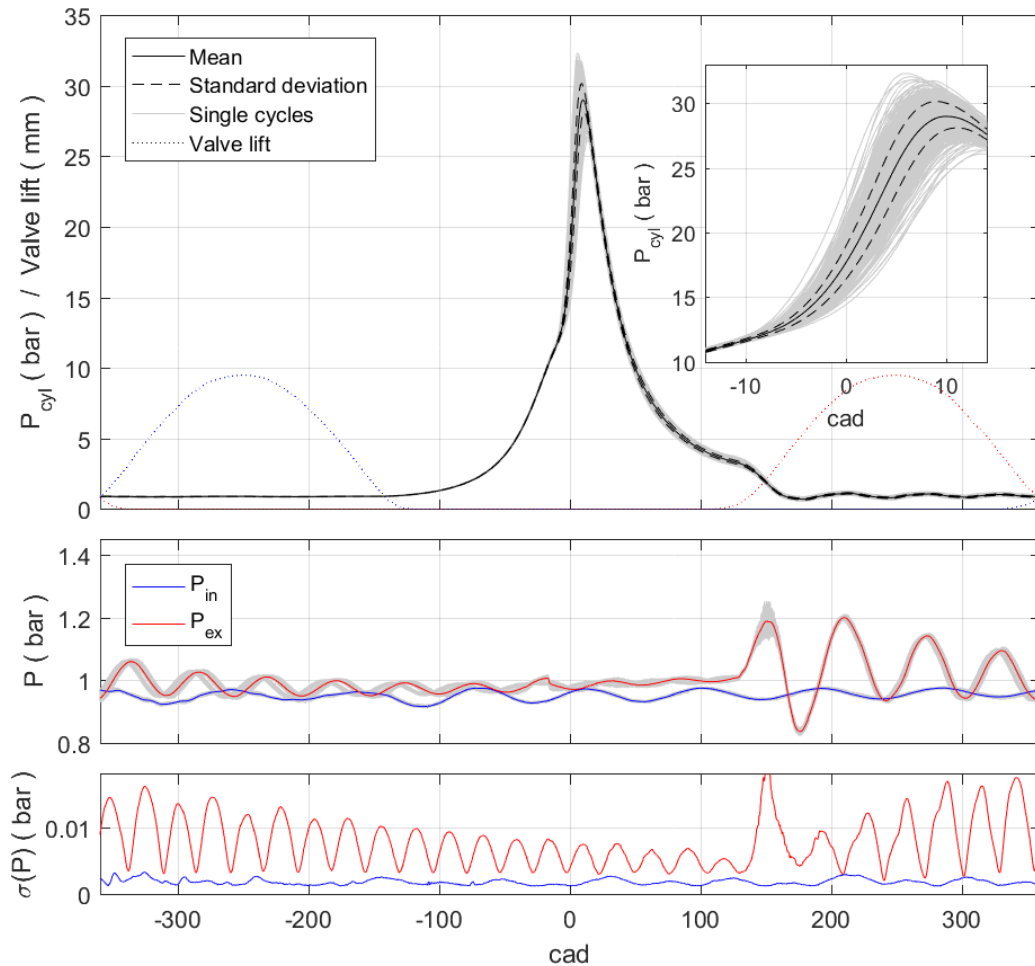 35
30
25
20
15
10
5
0
P_cyl ( bar ) / Valve lift ( mm )
Mean
Standard deviation
Single cycles
Valve lift
30
25
20
15
10
P_cyl ( bar )
-10 0 10
cad
1.4
1.2
1
0.8
P ( bar )
P_in
P_ex
0.01
0
σ(P) ( bar )
-300 -200 -100 0 100 200 300
cad